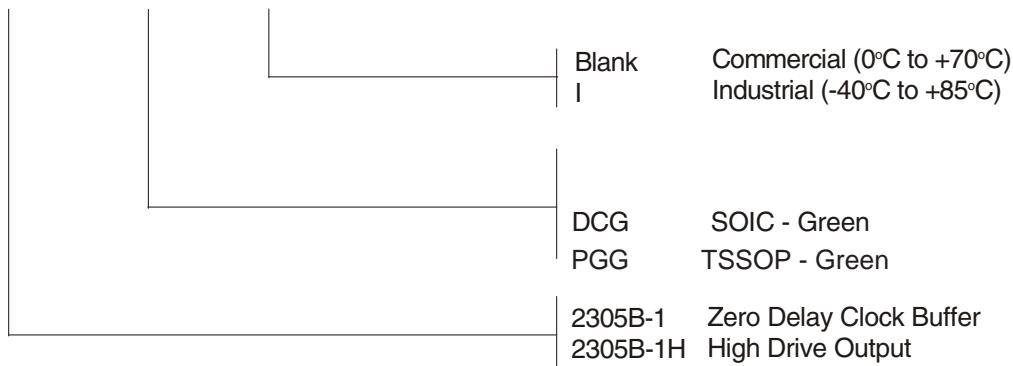 Blank Commercial (0°C to +70°C)
I Industrial (-40°C to +85°C)
DCG SOIC - Green
PGG TSSOP - Green
2305B-1 Zero Delay Clock Buffer
2305B-1H High Drive Output